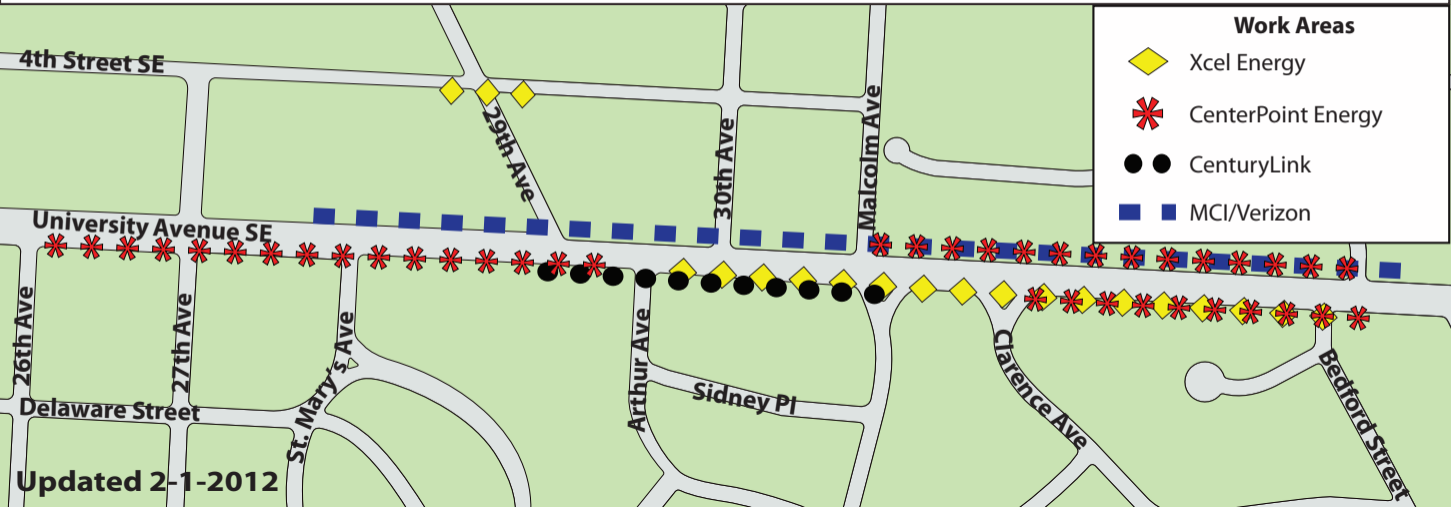 Work Areas
Xcel Energy
CenterPoint Energy
CenturyLink
MCI/Verizon
4th Street SE
29th Ave
30th Ave
Malcolm Ave
University Avenue SE
26th Ave
27th Ave
St. Mary's Ave
Arthur Ave
Clarence Ave
Bedford Street
Sidney Pl
Delaware Street
Updated 2-1-2012